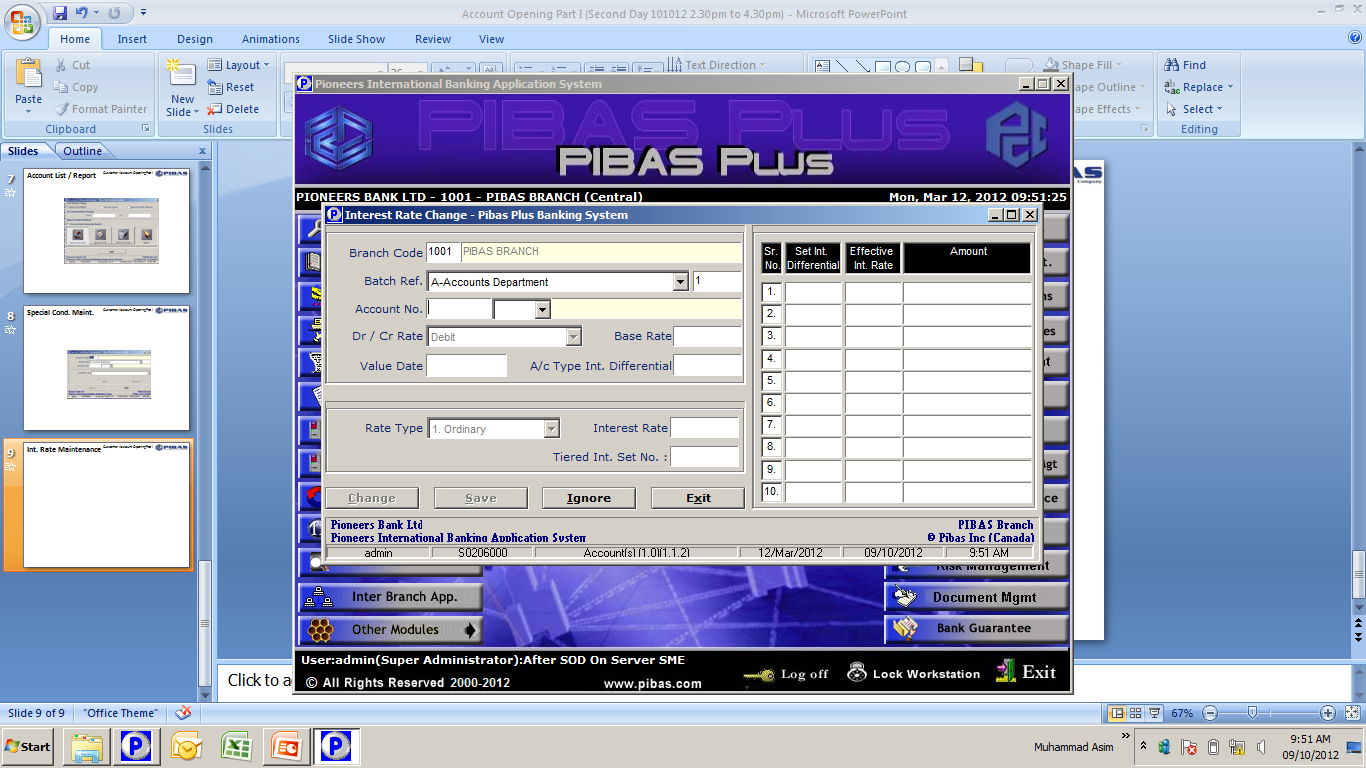 Account Opening Part I (Second Day 101012 2.30pm to 4.30pm) - Microsoft PowerPoint
Home Insert Design Animations Slide Show Review View
Paste
Cut
Copy
Format Painter
Clipboard
New Slide
Layout
Reset
Delete
Slides
Text Direction
Shape Fill
Shape Outline
Shape Effects
Find
Replace
Select
Editing
Slides Outline
7
Account List / Report
PIBAS
8
Special Cond. Maint.
PIBAS
9
Int. Rate Maintenance
PIBAS
Pioneers International Banking Application System
PIBAS PLUS
PIBAS PLUS
PIONEERS BANK LTD - 1001 - PIBAS BRANCH (Central) Mon, Mar 12, 2012 09:51:25
Interest Rate Change - Pibas Plus Banking System
Branch Code 1001 PIBAS BRANCH
Batch Ref. A-Accounts Department 1
Account No.
Dr / Cr Rate Debit Base Rate
Value Date A/c Type Int. Differential
Rate Type 1. Ordinary Interest Rate
Tiered Int. Set No. :
Change Save Ignore Exit
Sr. No. Set Int. Differential Effective Int. Rate Amount
1.
2.
3.
4.
5.
6.
7.
8.
9.
10.
Pioneers Bank Ltd PIBAS Branch
Pioneers International Banking Application System © Pibas Inc (Canada)
admin S0206000 Account(s) (1.0)(1.1.2) 12/Mar/2012 09/10/2012 9:51 AM
Risk Management
Inter Branch App. Document Mgmt
Other Modules Bank Guarantee
User:admin(Super Administrator):After SOD On Server SME
© All Rights Reserved 2000-2012 www.pibas.com Log off Lock Workstation Exit
Click to a
Slide 9 of 9 "Office Theme" 67%
Start Muhammad Asim 9:51 AM
09/10/2012